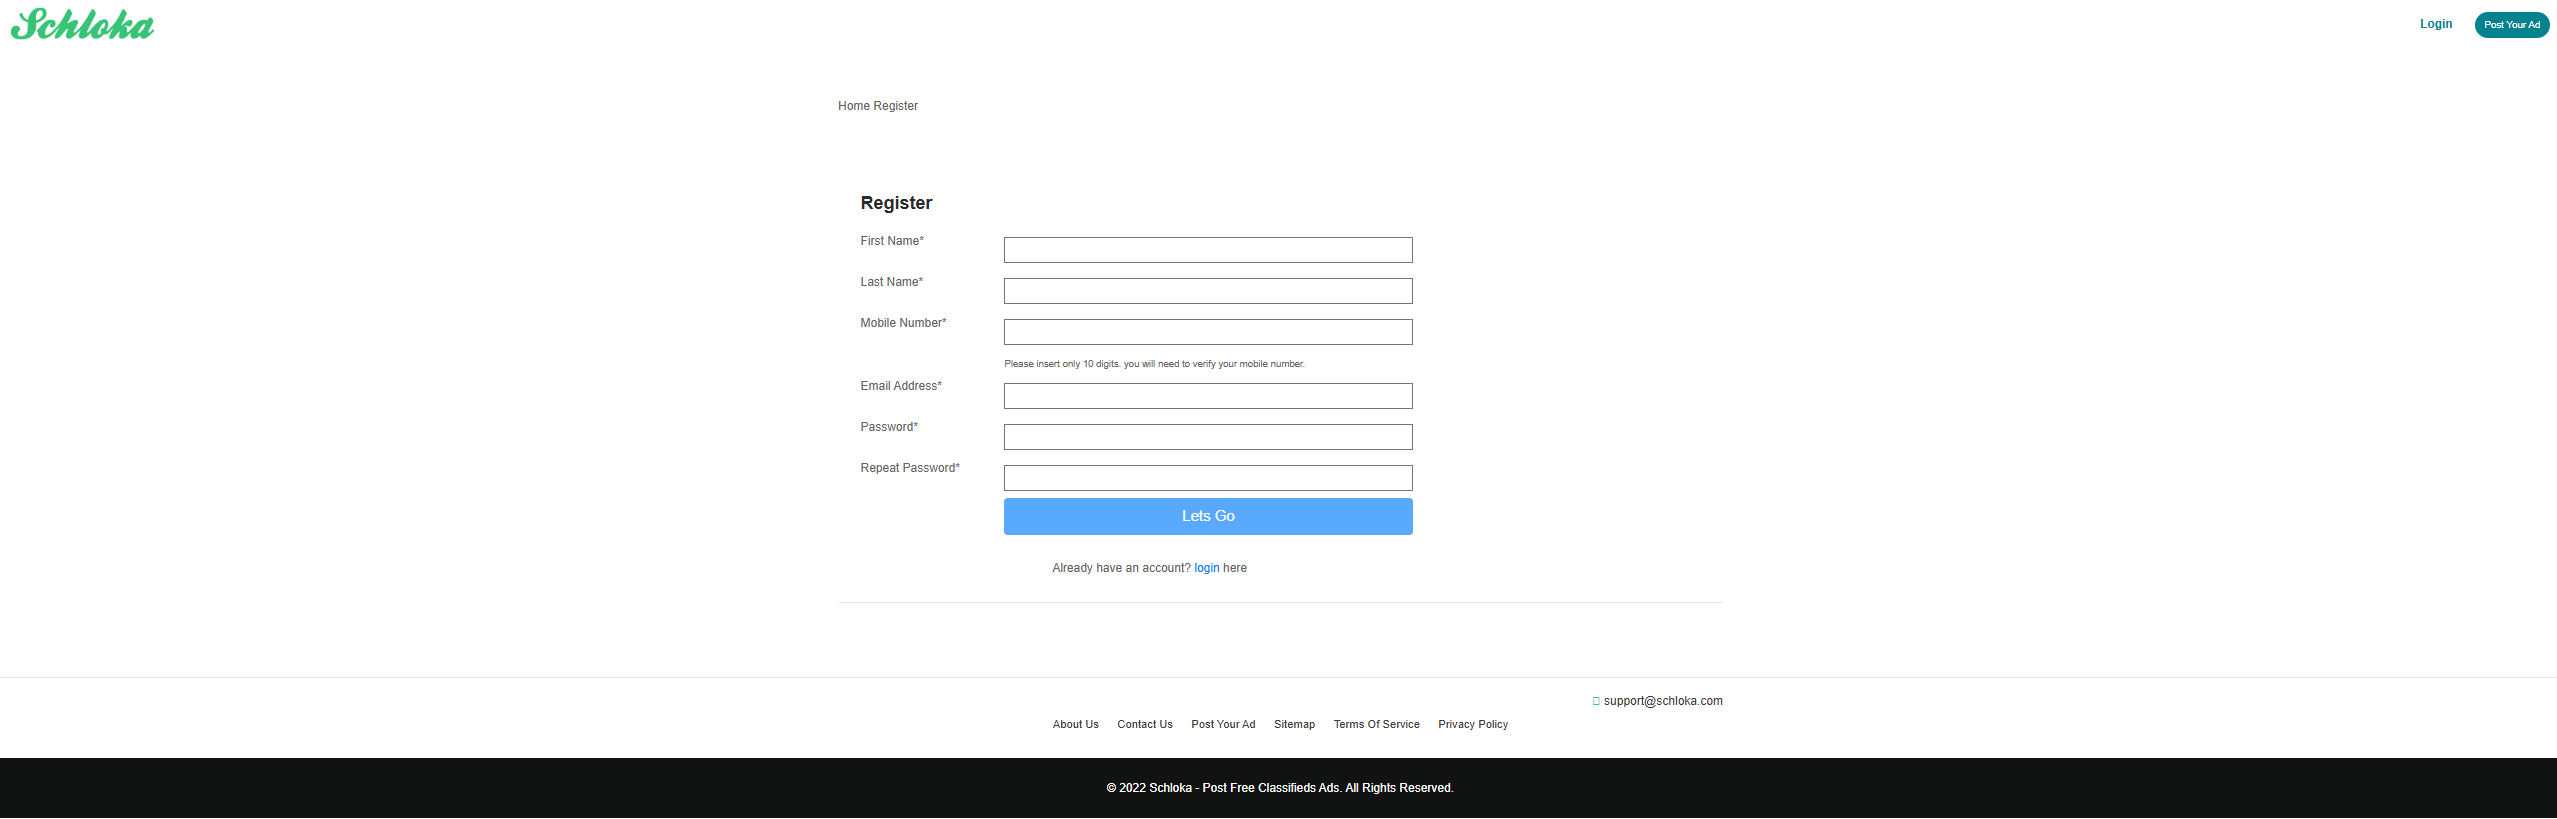 Schloka
Login
Post Your Ad
Home Register
Register
First Name*
Last Name*
Mobile Number*
Please insert only 10 digits. you will need to verify your mobile number.
Email Address*
Password*
Repeat Password*
Lets Go
Already have an account? login here
support@schloka.com
About Us Contact Us Post Your Ad Sitemap Terms Of Service Privacy Policy
© 2022 Schloka - Post Free Classifieds Ads. All Rights Reserved.